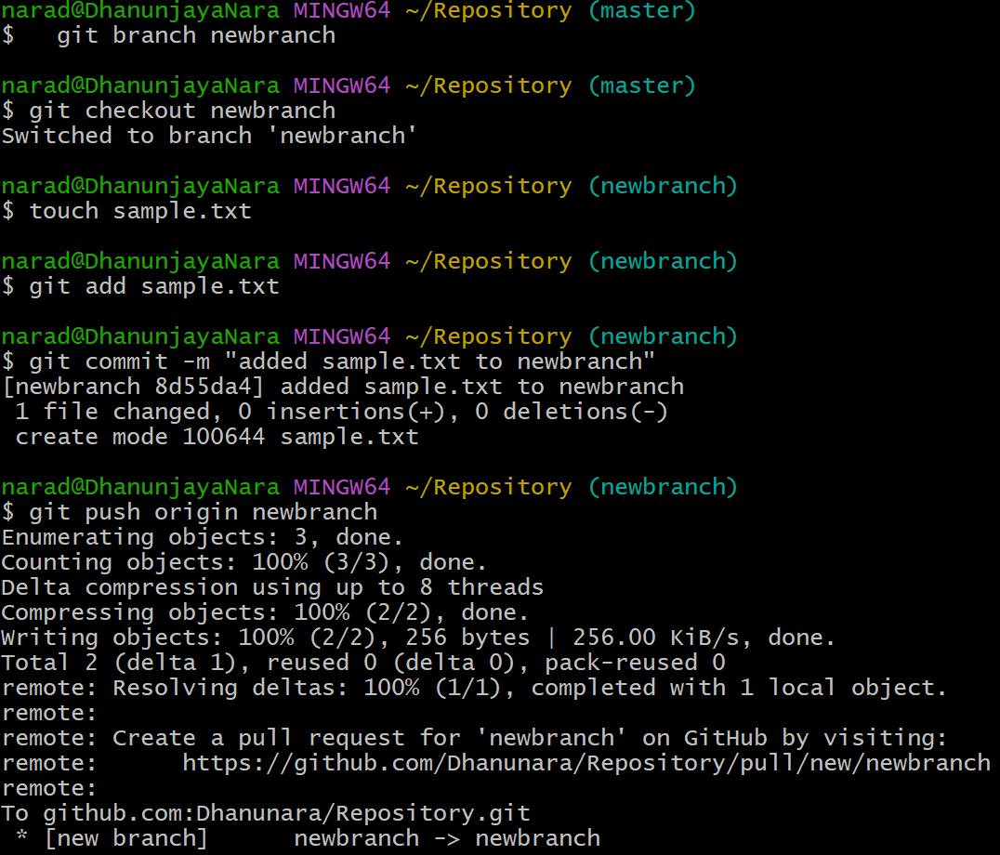 narad@DhanunjayaNara MINGW64 ~/Repository (master)
$   git branch newbranch

narad@DhanunjayaNara MINGW64 ~/Repository (master)
$ git checkout newbranch
Switched to branch 'newbranch'

narad@DhanunjayaNara MINGW64 ~/Repository (newbranch)
$ touch sample.txt

narad@DhanunjayaNara MINGW64 ~/Repository (newbranch)
$ git add sample.txt

narad@DhanunjayaNara MINGW64 ~/Repository (newbranch)
$ git commit -m "added sample.txt to newbranch"
[newbranch 8d55da4] added sample.txt to newbranch
 1 file changed, 0 insertions(+), 0 deletions(-)
 create mode 100644 sample.txt

narad@DhanunjayaNara MINGW64 ~/Repository (newbranch)
$ git push origin newbranch
Enumerating objects: 3, done.
Counting objects: 100% (3/3), done.
Delta compression using up to 8 threads
Compressing objects: 100% (2/2), done.
Writing objects: 100% (2/2), 256 bytes | 256.00 KiB/s, done.
Total 2 (delta 1), reused 0 (delta 0), pack-reused 0
remote: Resolving deltas: 100% (1/1), completed with 1 local object.
remote:
remote: Create a pull request for 'newbranch' on GitHub by visiting:
remote:      https://github.com/Dhanunara/Repository/pull/new/newbranch
remote:
To github.com:Dhanunara/Repository.git
 * [new branch]      newbranch -> newbranch